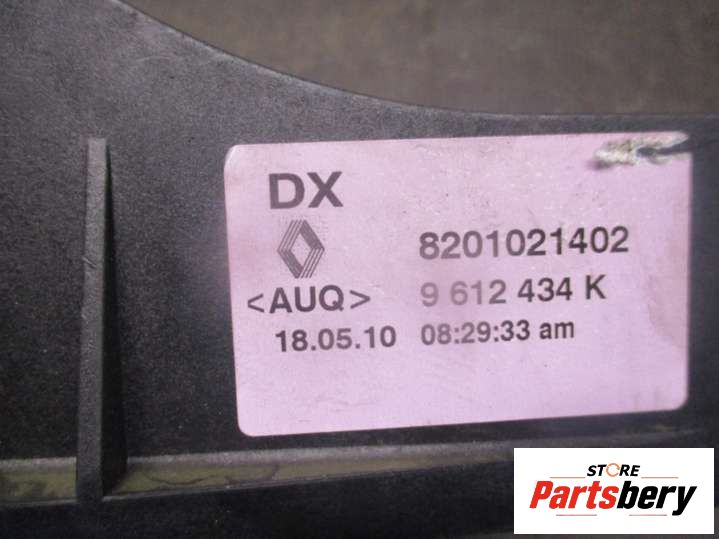 DX
8201021402
<AUQ> 9 612 434 K
18.05.10 08:29:33 am
STORE
Partsbery